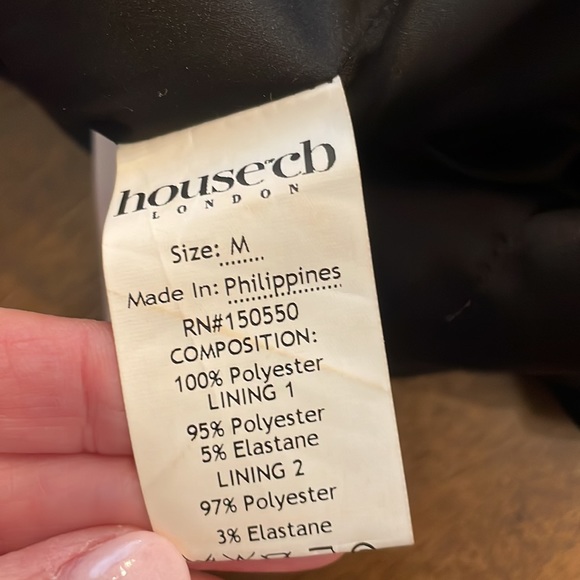 house cb
LONDON
Size: M
Made In: Philippines
RN#150550
COMPOSITION:
100% Polyester
LINING 1
95% Polyester
5% Elastane
LINING 2
97% Polyester
3% Elastane